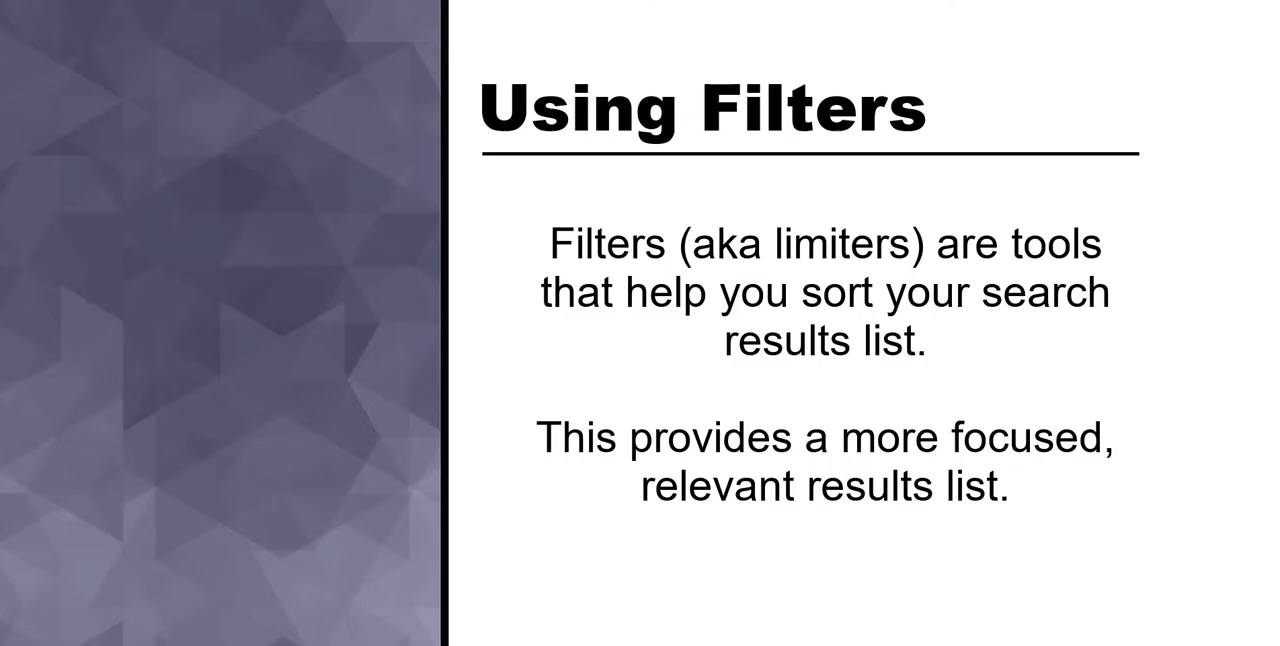 Using Filters
Filters (aka limiters) are tools
that help you sort your search
results list.
This provides a more focused,
relevant results list.